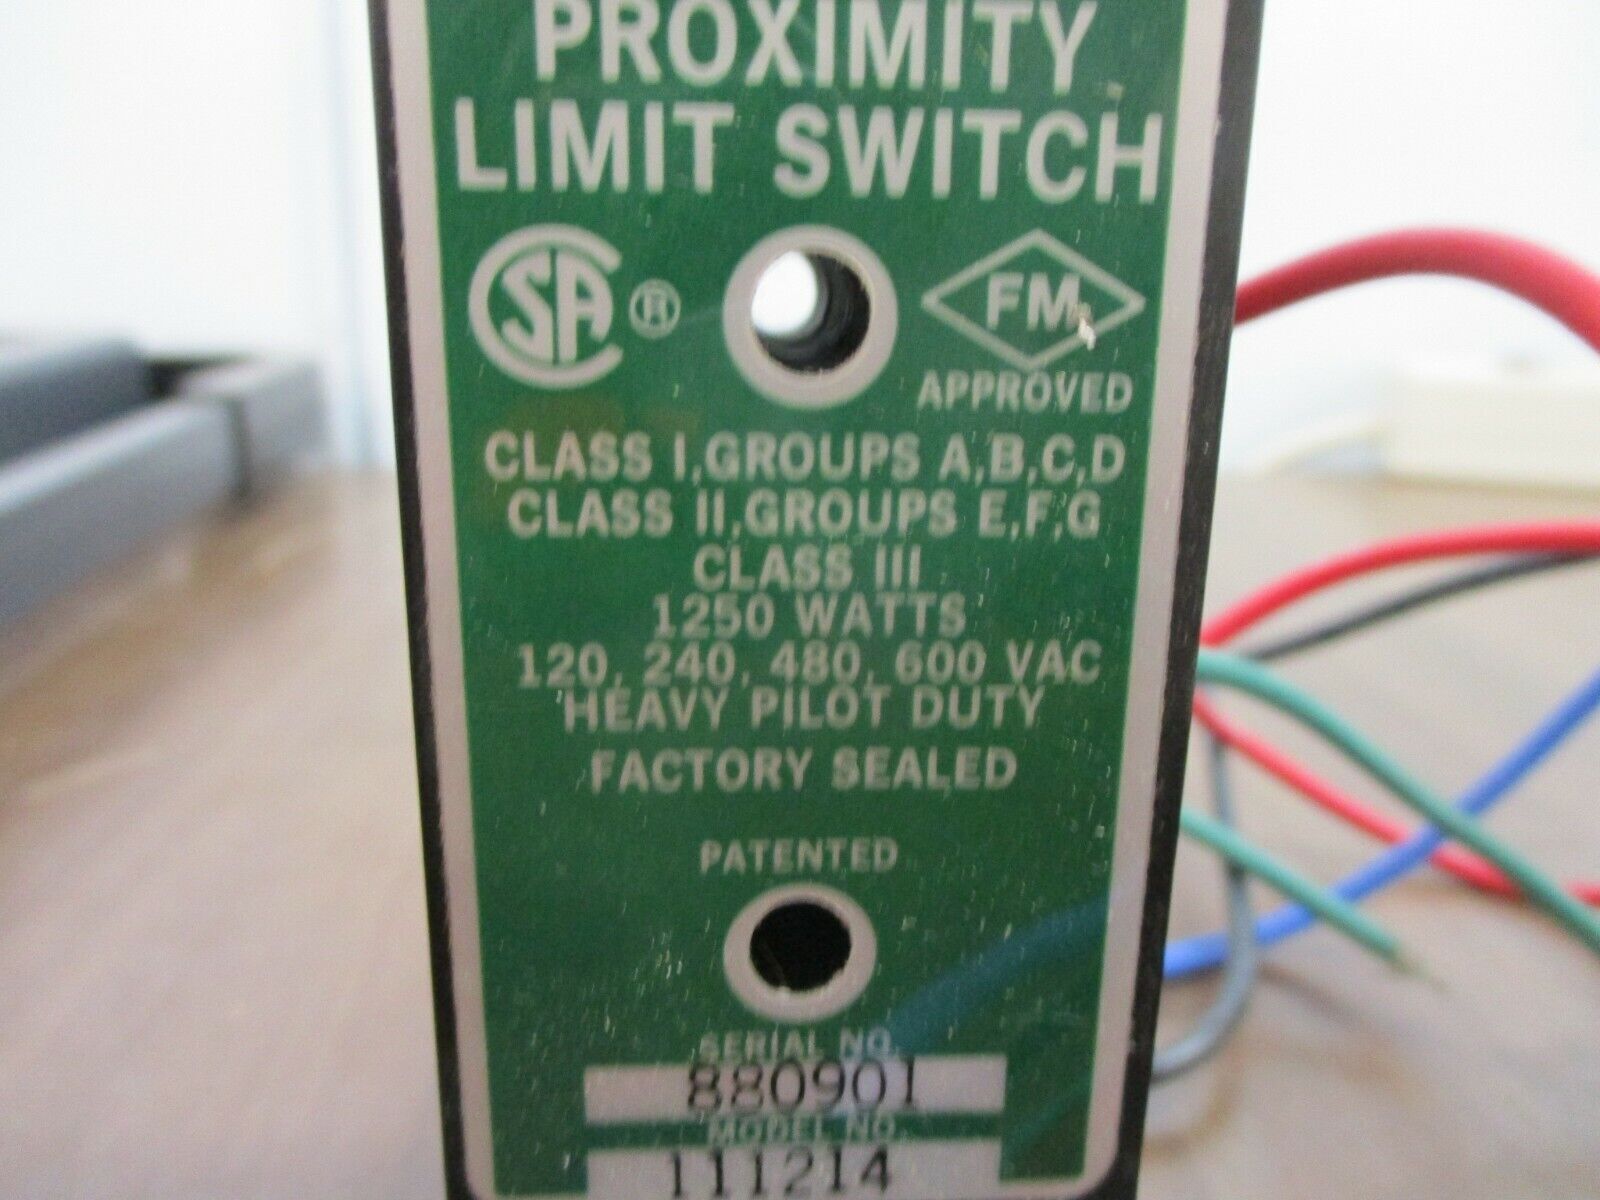 PROXIMITY
LIMIT SWITCH
CSA ® FM
APPROVED
CLASS I, GROUPS A,B,C,D
CLASS II, GROUPS E,F,G
CLASS III
1250 WATTS
120, 240, 480, 600 VAC
HEAVY PILOT DUTY
FACTORY SEALED
PATENTED
SERIAL NO.
880901
MODEL NO.
111214